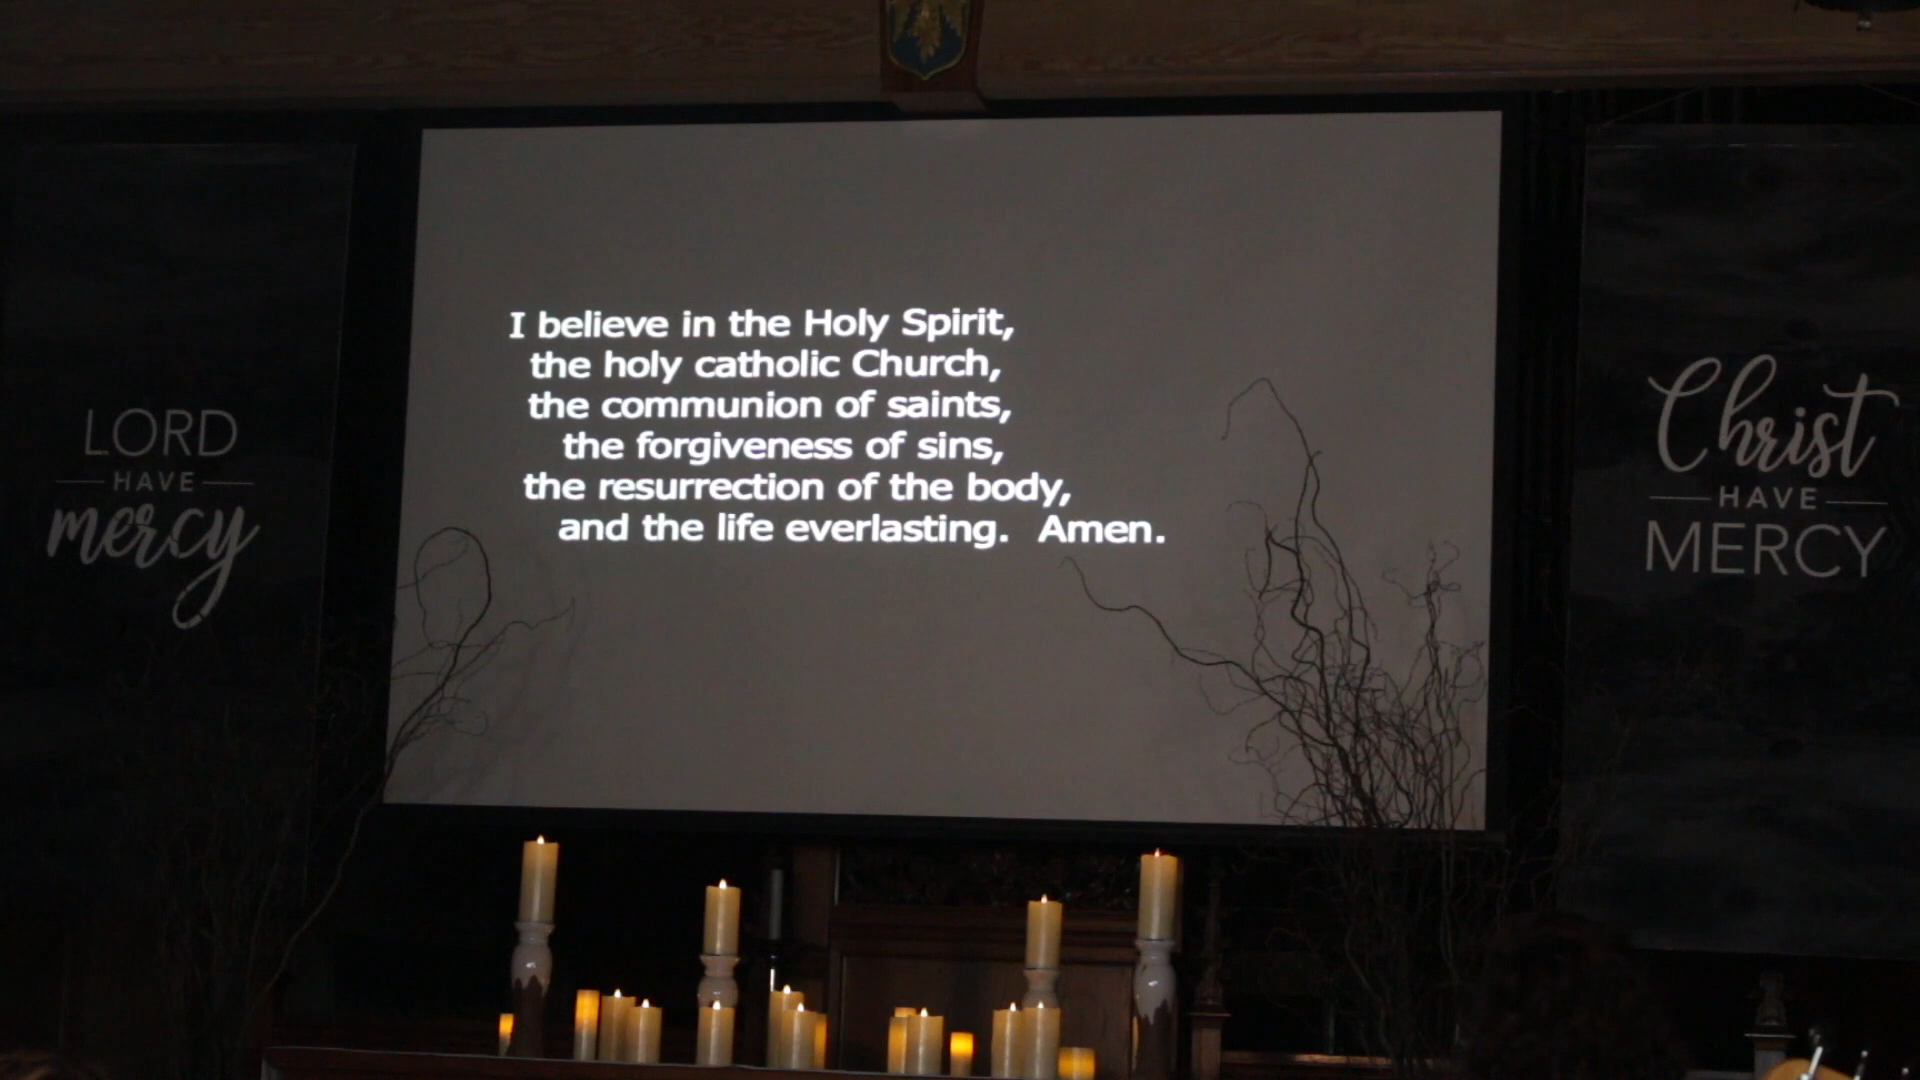 LORD
HAVE
mercy
I believe in the Holy Spirit,
the holy catholic Church,
the communion of saints,
the forgiveness of sins,
the resurrection of the body,
and the life everlasting.  Amen.
Christ
HAVE
MERCY